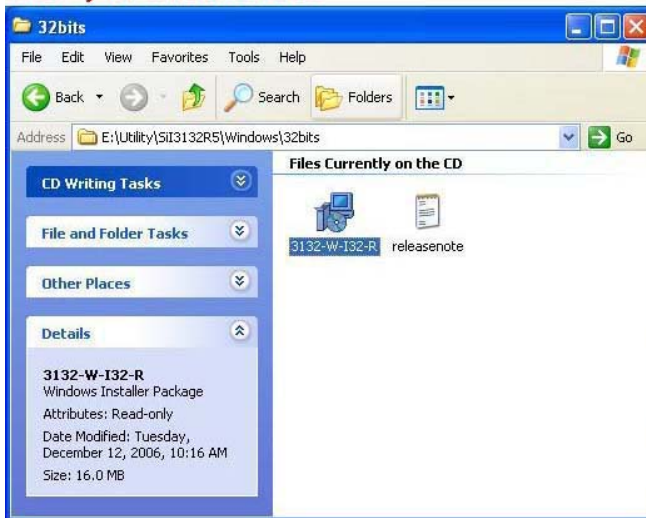 32bits
File Edit View Favorites Tools Help
Back Search Folders
Address E:\Utility\SiI3132R5\Windows\32bits Go
Files Currently on the CD
CD Writing Tasks
3132-W-I32-R releasenote
File and Folder Tasks
Other Places
Details
3132-W-I32-R
Windows Installer Package
Attributes: Read-only
Date Modified: Tuesday,
December 12, 2006, 10:16 AM
Size: 16.0 MB